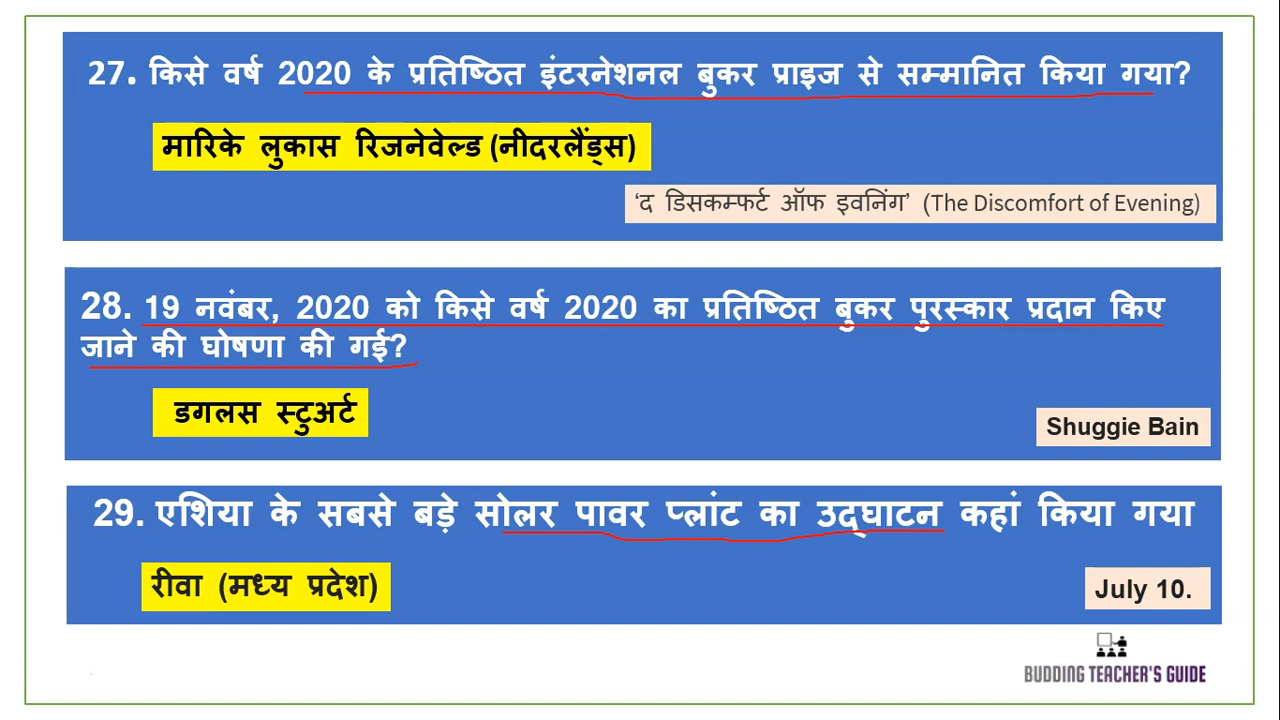 27. किसे वर्ष 2020 के प्रतिष्ठित इंटरनेशनल बुकर प्राइज से सम्मानित किया गया?
मारिके लुकास रिजनेवेल्ड (नीदरलैंड्स)
‘द डिसकम्फर्ट ऑफ इवनिंग’ (The Discomfort of Evening)
28. 19 नवंबर, 2020 को किसे वर्ष 2020 का प्रतिष्ठित बुकर पुरस्कार प्रदान किए
जाने की घोषणा की गई?
डगलस स्टुअर्ट
Shuggie Bain
29. एशिया के सबसे बड़े सोलर पावर प्लांट का उद्घाटन कहां किया गया
रीवा (मध्य प्रदेश)
July 10.
BUDDING TEACHER'S GUIDE